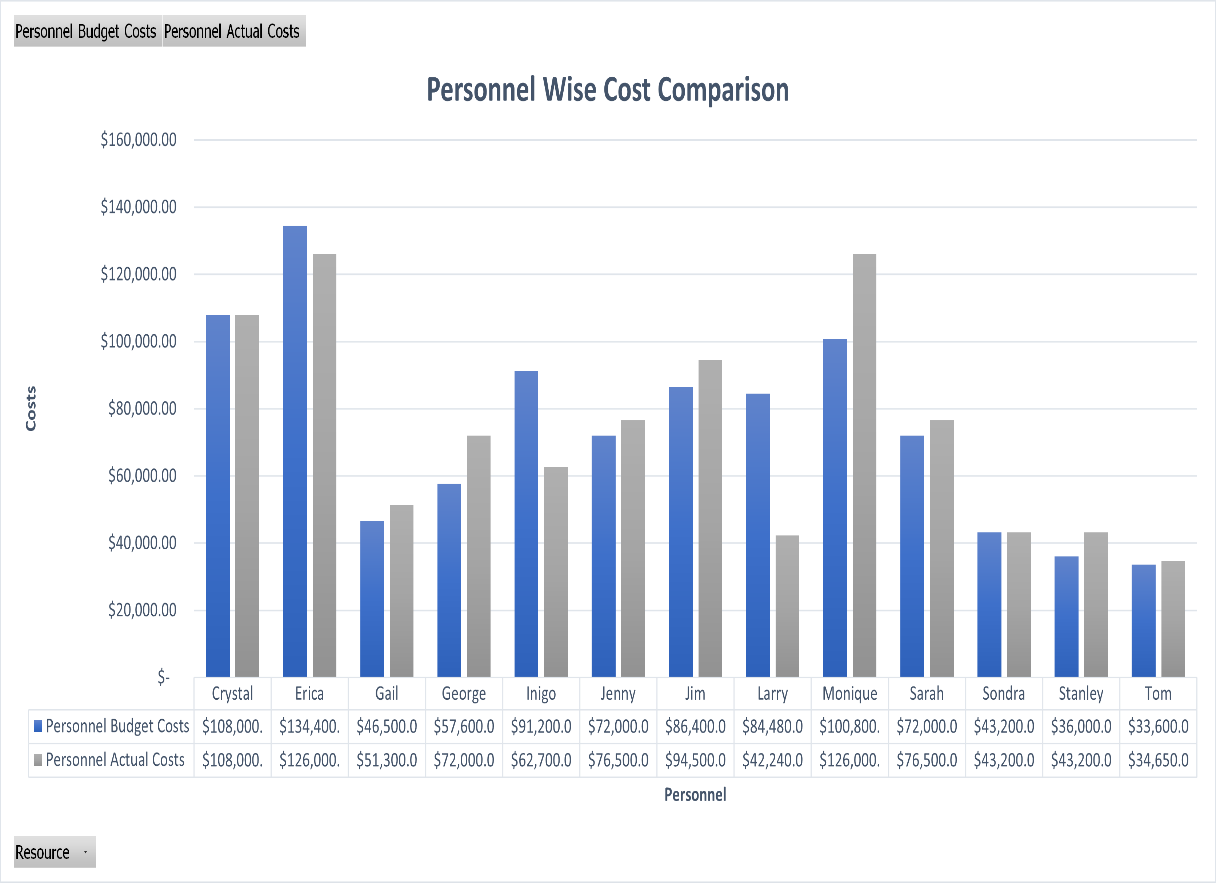 Personnel Budget Costs Personnel Actual Costs
Personnel Wise Cost Comparison
$160,000.00
$140,000.00
$120,000.00
$100,000.00
$80,000.00
$60,000.00
$40,000.00
$20,000.00
$-
Costs
Crystal Erica Gail George Inigo Jenny Jim Larry Monique Sarah Sondra Stanley Tom
Personnel Budget Costs $108,000. $134,400. $46,500.0 $57,600.0 $91,200.0 $72,000.0 $86,400.0 $84,480.0 $100,800. $72,000.0 $43,200.0 $36,000.0 $33,600.0
Personnel Actual Costs $108,000. $126,000. $51,300.0 $72,000.0 $62,700.0 $76,500.0 $94,500.0 $42,240.0 $126,000. $76,500.0 $43,200.0 $43,200.0 $34,650.0
Personnel
Resource